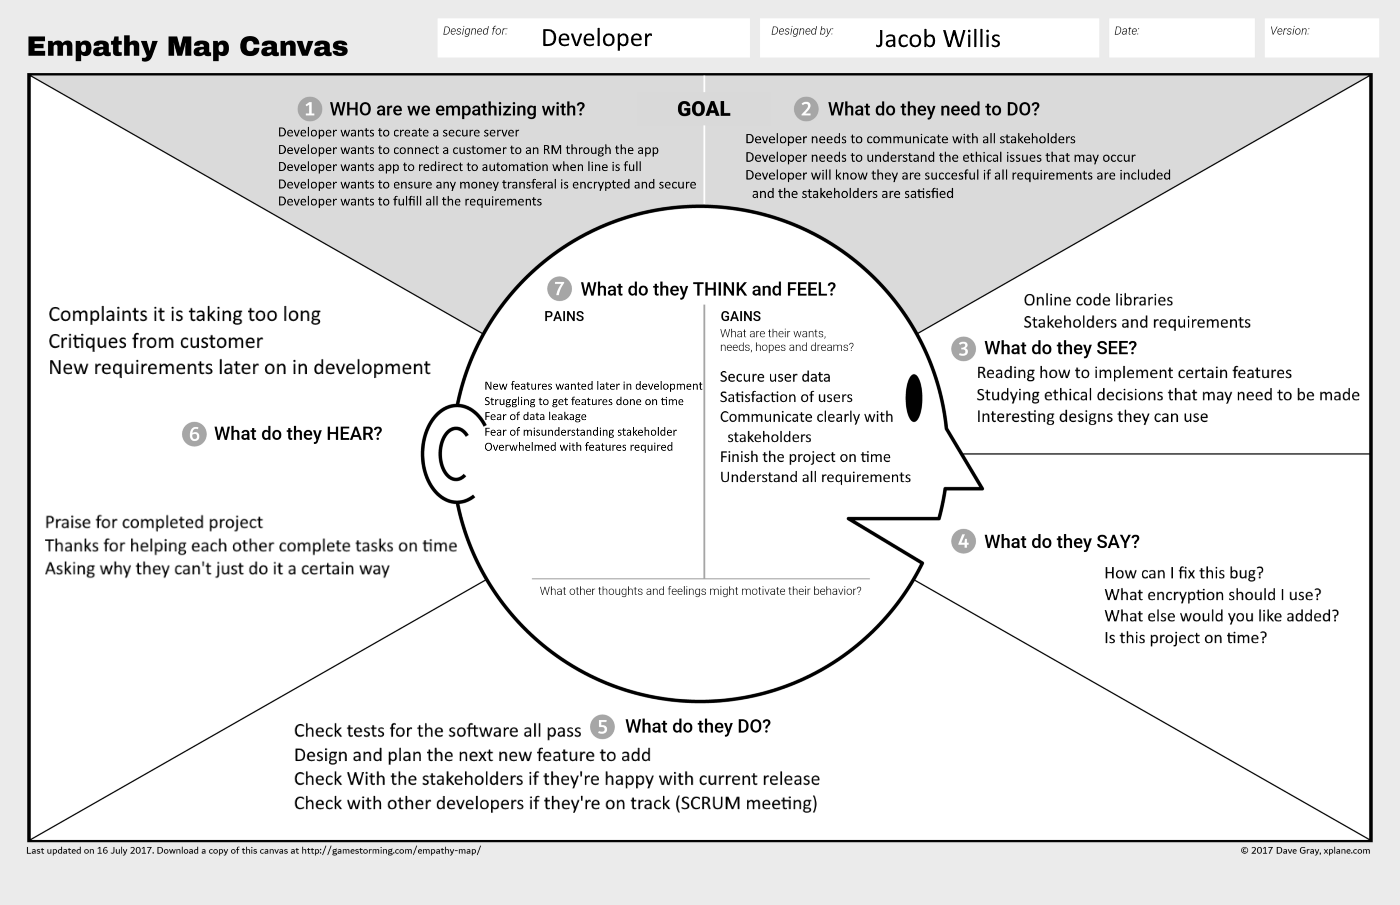 Empathy Map Canvas
Designed for:
Developer
Designed by:
Jacob Willis
Date:
Version:
1 WHO are we empathizing with?
Developer wants to create a secure server
Developer wants to connect a customer to an RM through the app
Developer wants app to redirect to automation when line is full
Developer wants to ensure any money transferal is encrypted and secure
Developer wants to fulfill all the requirements
GOAL
2 What do they need to DO?
Developer needs to communicate with all stakeholders
Developer needs to understand the ethical issues that may occur
Developer will know they are succesful if all requirements are included
and the stakeholders are satisfied
Online code libraries
Stakeholders and requirements
3 What do they SEE?
Reading how to implement certain features
Studying ethical decisions that may need to be made
Interesting designs they can use
4 What do they SAY?
How can I fix this bug?
What encryption should I use?
What else would you like added?
Is this project on time?
Check tests for the software all pass
5 What do they DO?
Design and plan the next new feature to add
Check With the stakeholders if they're happy with current release
Check with other developers if they're on track (SCRUM meeting)
Complaints it is taking too long
Critiques from customer
New requirements later on in development
6 What do they HEAR?
Praise for completed project
Thanks for helping each other complete tasks on time
Asking why they can't just do it a certain way
7 What do they THINK and FEEL?
PAINS
New features wanted later in development
Struggling to get features done on time
Fear of data leakage
Fear of misunderstanding stakeholder
Overwhelmed with features required
GAINS
What are their wants,
needs, hopes and dreams?
Secure user data
Satisfaction of users
Communicate clearly with
stakeholders
Finish the project on time
Understand all requirements
What other thoughts and feelings might motivate their behavior?
Last updated on 16 July 2017. Download a copy of this canvas at http://gamestorming.com/empathy-map/
© 2017 Dave Gray, xplane.com